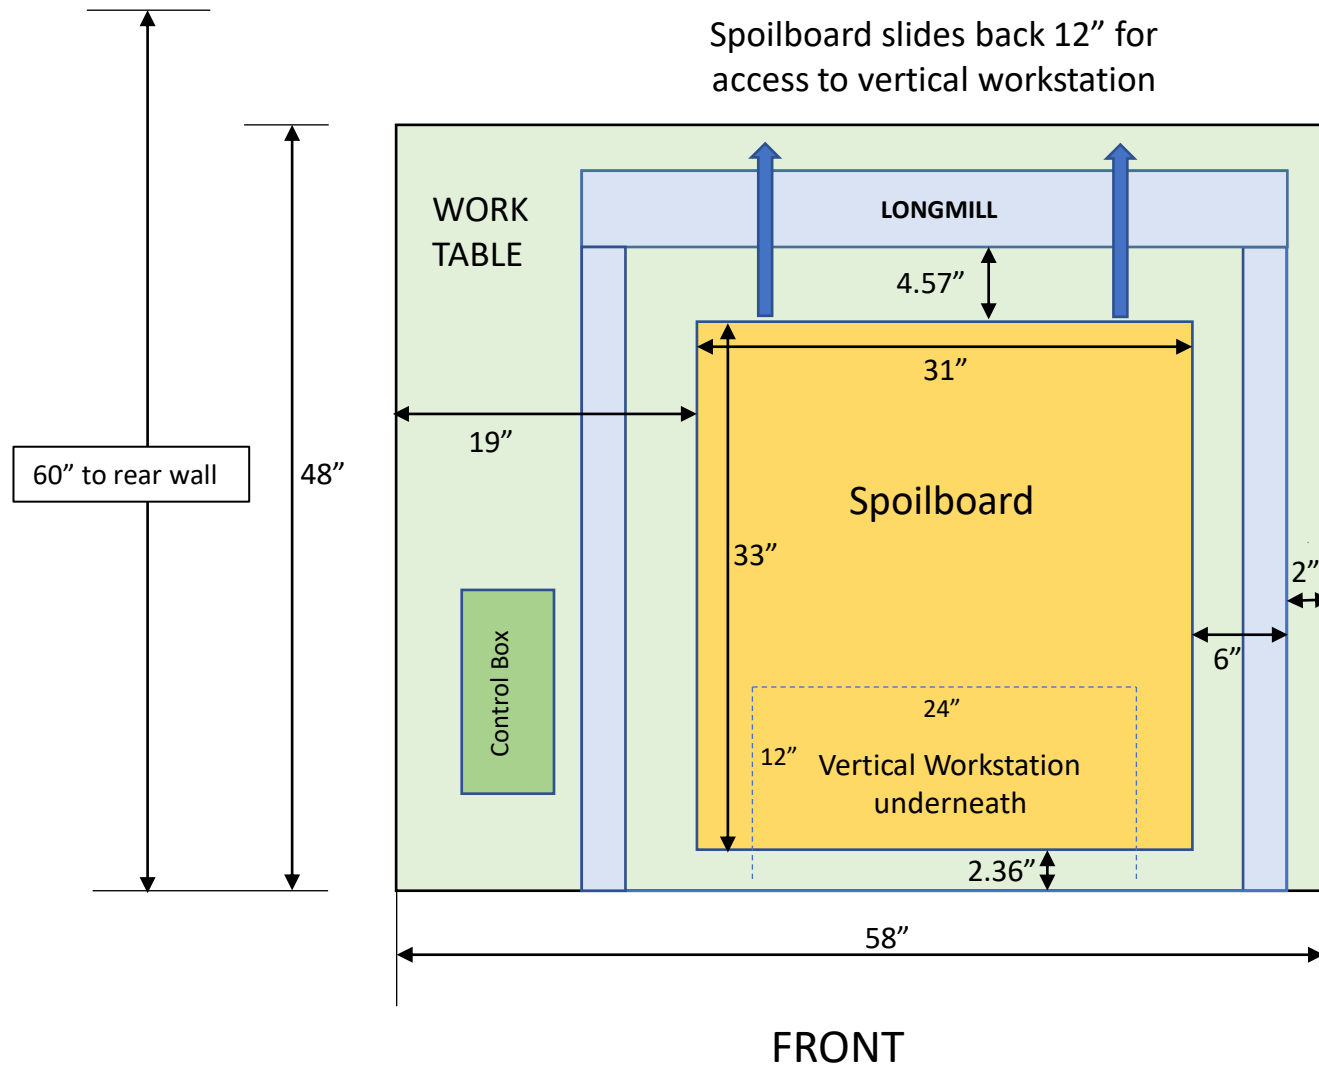 Spoilboard slides back 12” for
access to vertical workstation
WORK
TABLE
LONGMILL
4.57”
31”
19”
60” to rear wall
48”
Spoilboard
33”
2”
Control Box
6”
24”
12”
Vertical Workstation
underneath
2.36”
58”
FRONT